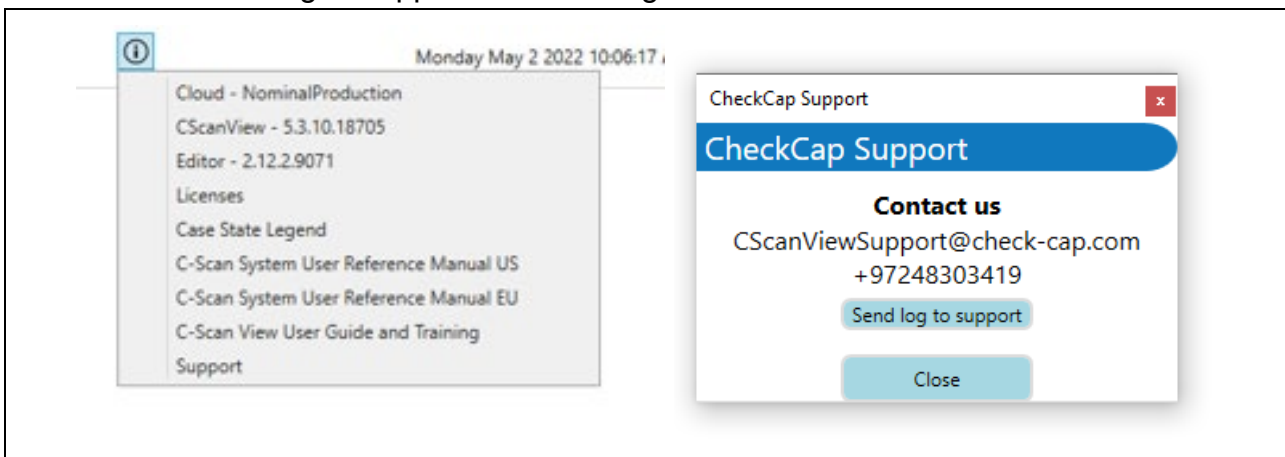 Monday May 2 2022 10:06:17
Cloud - NominalProduction
CScanView - 5.3.10.18705
Editor - 2.12.2.9071
Licenses
Case State Legend
C-Scan System User Reference Manual US
C-Scan System User Reference Manual EU
C-Scan View User Guide and Training
Support
CheckCap Support
x
CheckCap Support
Contact us
CScanViewSupport@check-cap.com
+97248303419
Send log to support
Close